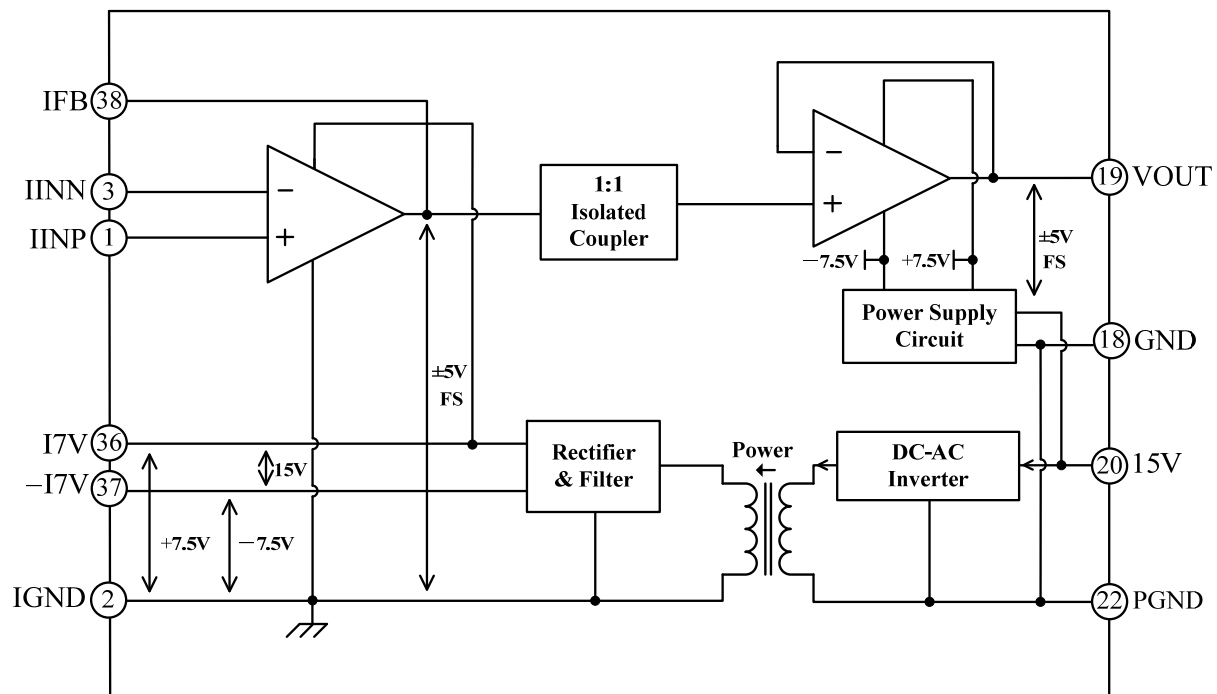 IFB 38
IINN 3
IINP 1
−
+
1:1
Isolated
Coupler
−
+
19 VOUT
±5V
FS
−7.5V
+7.5V
Power Supply
Circuit
18 GND
±5V
FS
I7V 36
−I7V 37
15V
Rectifier
& Filter
Power
DC-AC
Inverter
20 15V
+7.5V
−7.5V
IGND 2
22 PGND